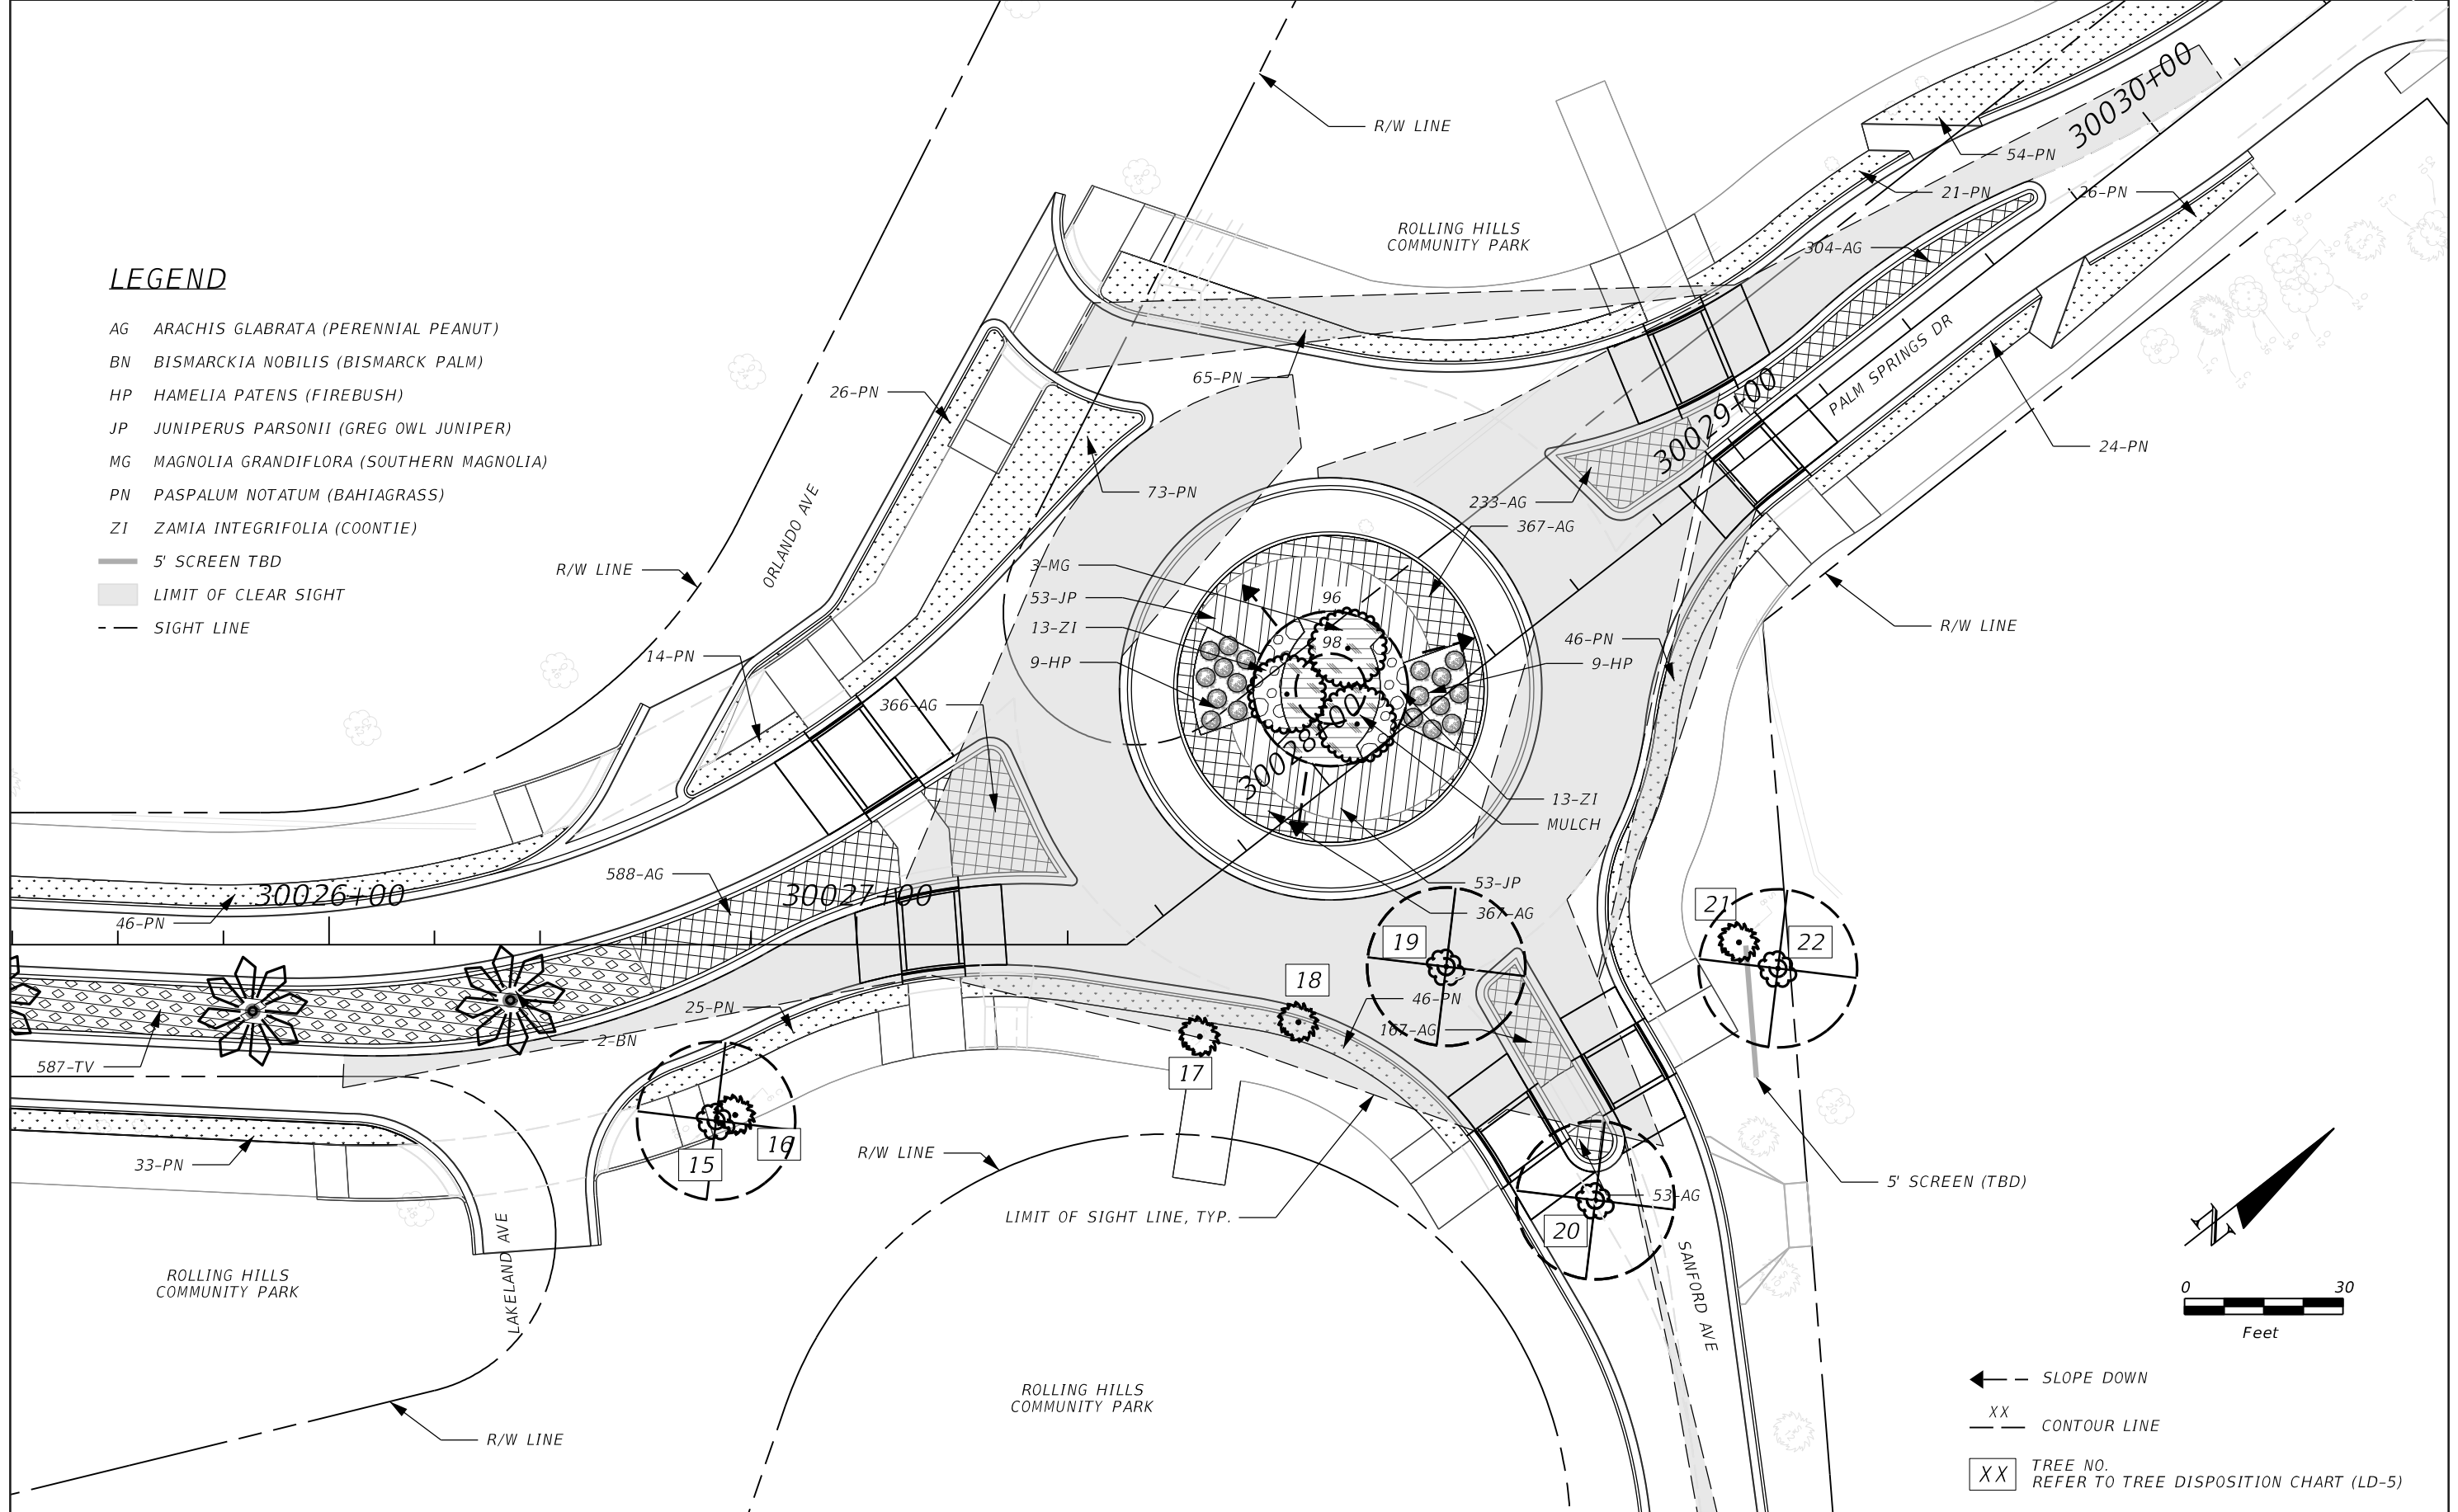 LEGEND
AG ARACHIS GLABRATA (PERENNIAL PEANUT)
BN BISMARCKIA NOBILIS (BISMARCK PALM)
HP HAMELIA PATENS (FIREBUSH)
JP JUNIPERUS PARSONII (GREG OWL JUNIPER)
MG MAGNOLIA GRANDIFLORA (SOUTHERN MAGNOLIA)
PN PASPALUM NOTATUM (BAHIAGRASS)
ZI ZAMIA INTEGRIFOLIA (COONTIE)
5' SCREEN TBD
LIMIT OF CLEAR SIGHT
SIGHT LINE
R/W LINE
ROLLING HILLS
COMMUNITY PARK
30030+00
54-PN
21-PN
26-PN
304-AG
PALM SPRINGS DR
30029+00
24-PN
65-PN
26-PN
73-PN
ORLANDO AVE
R/W LINE
233-AG
367-AG
3-MG
53-JP
13-ZI
9-HP
96
98
46-PN
9-HP
R/W LINE
14-PN
366-AG
30028+00
13-ZI
MULCH
588-AG
53-JP
367-AG
30026+00
30027+00
46-PN
19
21
22
18
46-PN
167-AG
25-PN
2-BN
587-TV
17
16
15
33-PN
R/W LINE
LIMIT OF SIGHT LINE, TYP.
5' SCREEN (TBD)
53-AG
20
SANFORD AVE
LAKELAND AVE
ROLLING HILLS
COMMUNITY PARK
ROLLING HILLS
COMMUNITY PARK
R/W LINE
N
0 30
Feet
SLOPE DOWN
XX
CONTOUR LINE
XX
TREE NO.
REFER TO TREE DISPOSITION CHART (LD-5)